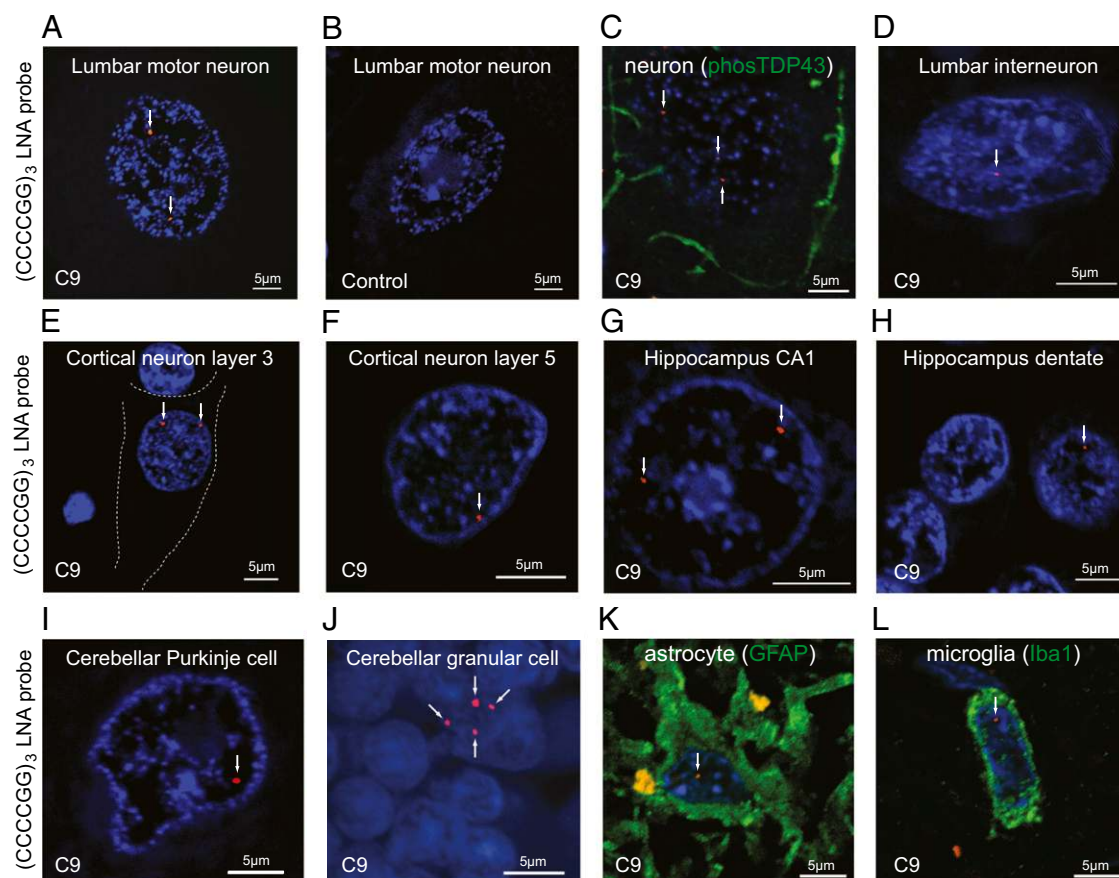 A
B
C
D
(CCCCGG)3 LNA probe
Lumbar motor neuron
C9
5µm
Lumbar motor neuron
Control
5µm
neuron (phosTDP43)
C9
5µm
Lumbar interneuron
C9
5µm
E
F
G
H
(CCCCGG)3 LNA probe
Cortical neuron layer 3
C9
5µm
Cortical neuron layer 5
C9
5µm
Hippocampus CA1
C9
5µm
Hippocampus dentate
C9
5µm
I
J
K
L
(CCCCGG)3 LNA probe
Cerebellar Purkinje cell
C9
5µm
Cerebellar granular cell
C9
5µm
astrocyte (GFAP)
C9
5µm
microglia (Iba1)
C9
5µm